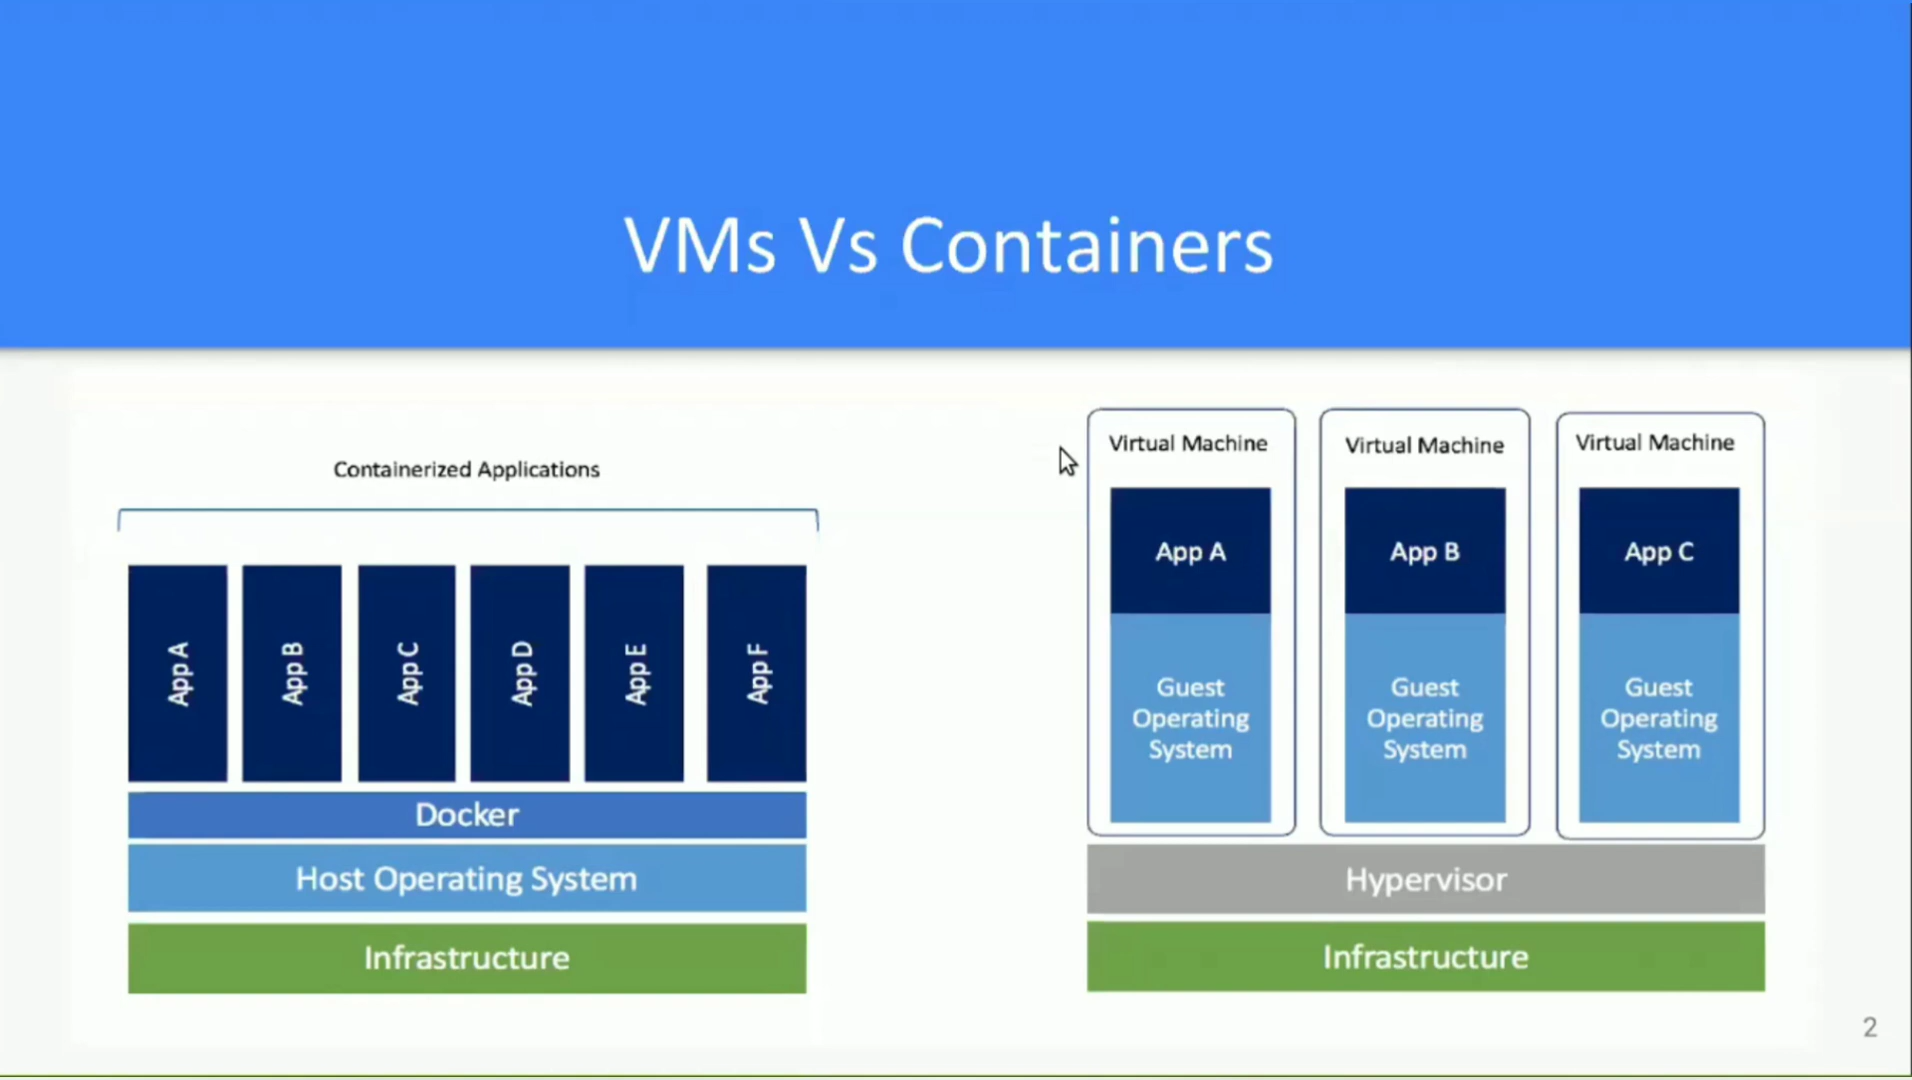 VMs Vs Containers
Containerized Applications
App A
App B
App C
App D
App E
App F
Docker
Host Operating System
Infrastructure
Virtual Machine
App A
Guest
Operating
System
Virtual Machine
App B
Guest
Operating
System
Virtual Machine
App C
Guest
Operating
System
Hypervisor
Infrastructure
2